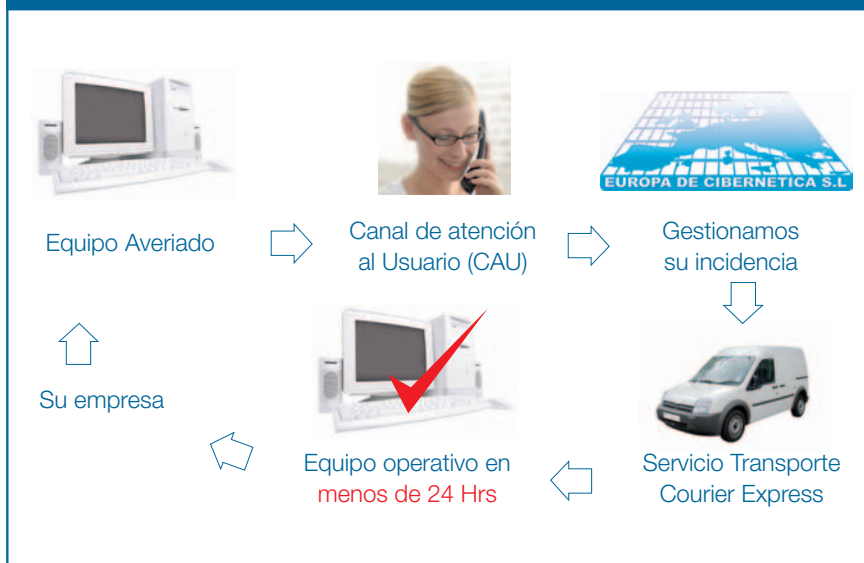 EUROPA DE CIBERNETICA S.L
Equipo Averiado
Canal de atención
al Usuario (CAU)
Gestionamos
su incidencia
Su empresa
Equipo operativo en
menos de 24 Hrs
Servicio Transporte
Courier Express